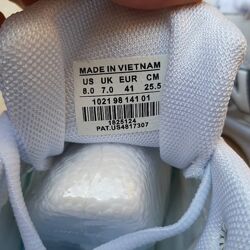 MADE IN VIETNAM
US UK EUR CM
8.0 7.0 41 25.5
1021 98 141 01
1825124
PAT.US4817307